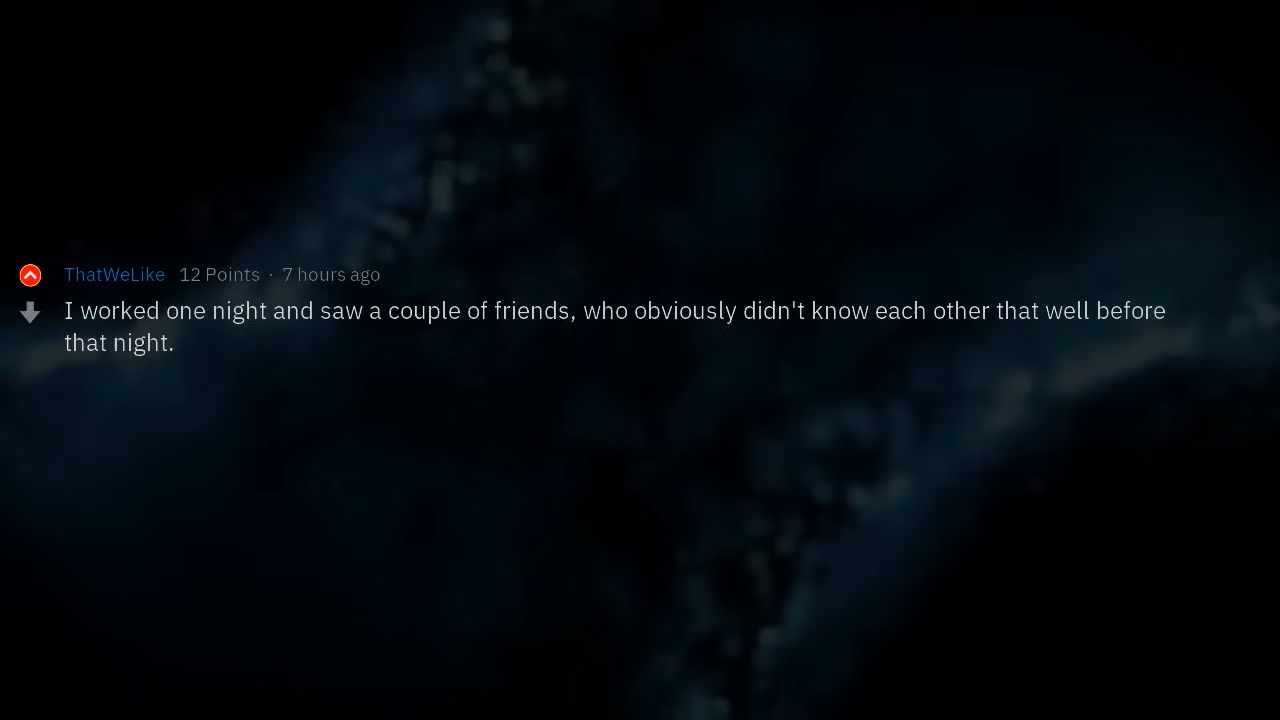 ThatWeLike 12 Points · 7 hours ago
I worked one night and saw a couple of friends, who obviously didn't know each other that well before
that night.